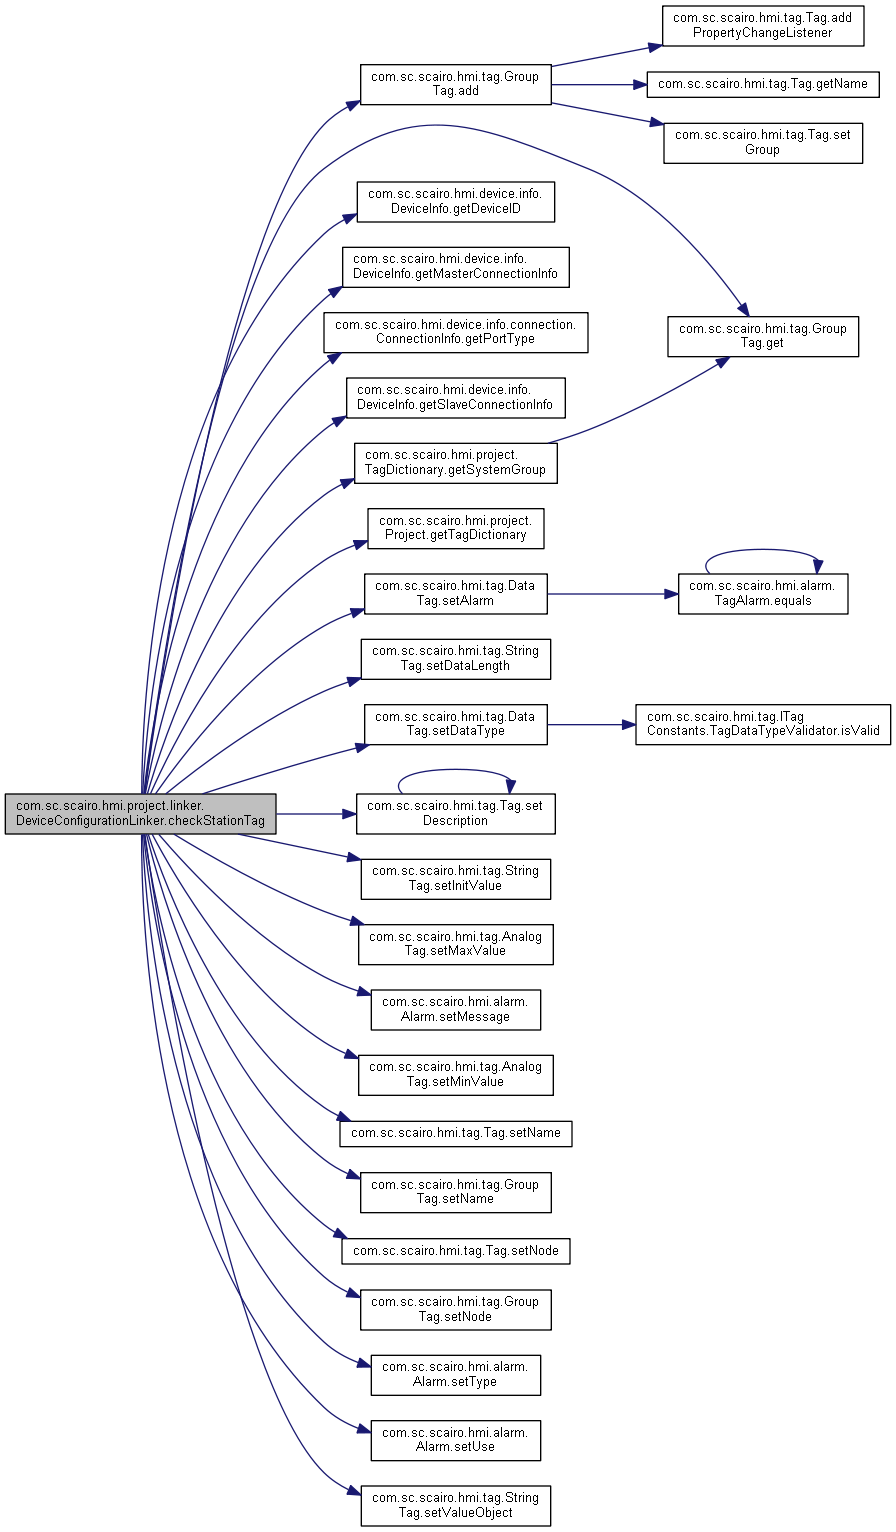 com.sc.scairo.hmi.tag.Tag.add
PropertyChangeListener
com.sc.scairo.hmi.tag.Group
Tag.add
com.sc.scairo.hmi.tag.Tag.getName
com.sc.scairo.hmi.tag.Tag.set
Group
com.sc.scairo.hmi.device.info.
DeviceInfo.getDeviceID
com.sc.scairo.hmi.device.info.
DeviceInfo.getMasterConnectionInfo
com.sc.scairo.hmi.device.info.connection.
ConnectionInfo.getPortType
com.sc.scairo.hmi.tag.Group
Tag.get
com.sc.scairo.hmi.device.info.
DeviceInfo.getSlaveConnectionInfo
com.sc.scairo.hmi.project.
TagDictionary.getSystemGroup
com.sc.scairo.hmi.project.
Project.getTagDictionary
com.sc.scairo.hmi.tag.Data
Tag.setAlarm
com.sc.scairo.hmi.alarm.
TagAlarm.equals
com.sc.scairo.hmi.tag.String
Tag.setDataLength
com.sc.scairo.hmi.tag.Data
Tag.setDataType
com.sc.scairo.hmi.tag.ITag
Constants.TagDataTypeValidator.isValid
com.sc.scairo.hmi.project.linker.
DeviceConfigurationLinker.checkStationTag
com.sc.scairo.hmi.tag.Tag.set
Description
com.sc.scairo.hmi.tag.String
Tag.setInitValue
com.sc.scairo.hmi.tag.Analog
Tag.setMaxValue
com.sc.scairo.hmi.alarm.
Alarm.setMessage
com.sc.scairo.hmi.tag.Analog
Tag.setMinValue
com.sc.scairo.hmi.tag.Tag.setName
com.sc.scairo.hmi.tag.Group
Tag.setName
com.sc.scairo.hmi.tag.Tag.setNode
com.sc.scairo.hmi.tag.Group
Tag.setNode
com.sc.scairo.hmi.alarm.
Alarm.setType
com.sc.scairo.hmi.alarm.
Alarm.setUse
com.sc.scairo.hmi.tag.String
Tag.setValueObject